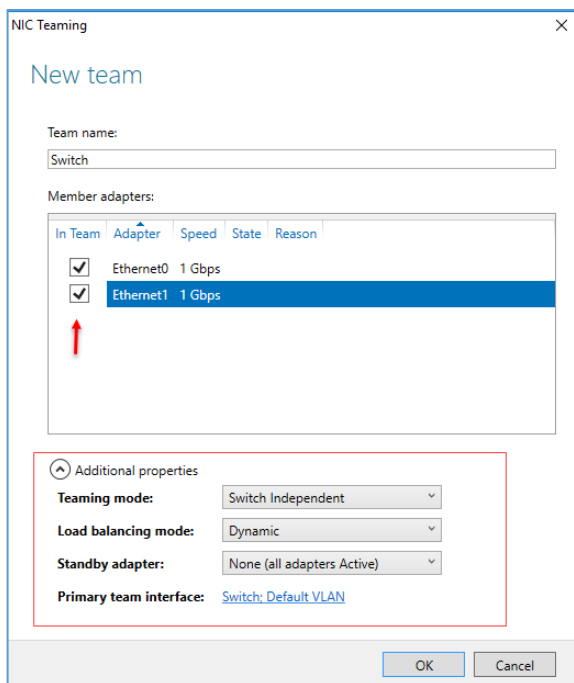 NIC Teaming
New team
Team name:
Switch
Member adapters:
In Team Adapter Speed State Reason
Ethernet0 1 Gbps
Ethernet1 1 Gbps
Additional properties
Teaming mode: Switch Independent
Load balancing mode: Dynamic
Standby adapter: None (all adapters Active)
Primary team interface: Switch; Default VLAN
OK Cancel